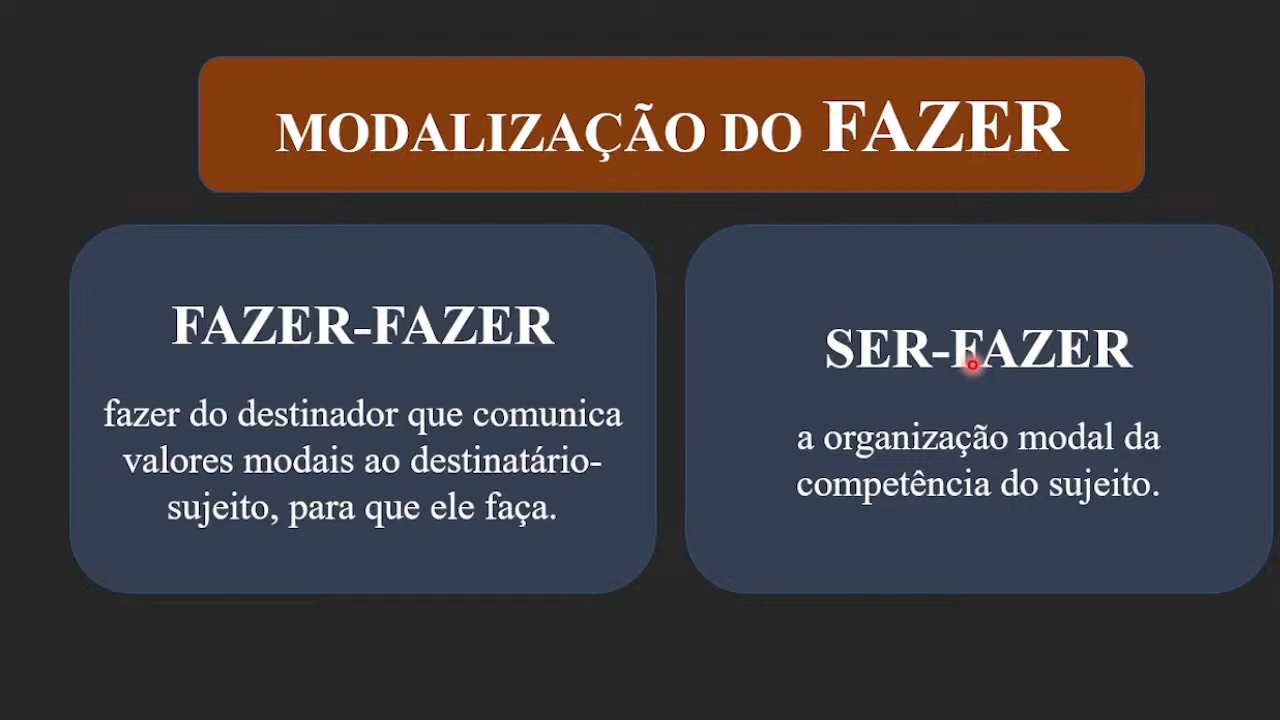 MODALIZAÇÃO DO FAZER
FAZER-FAZER
fazer do destinador que comunica
valores modais ao destinatário-
sujeito, para que ele faça.
SER-FAZER
a organização modal da
competência do sujeito.